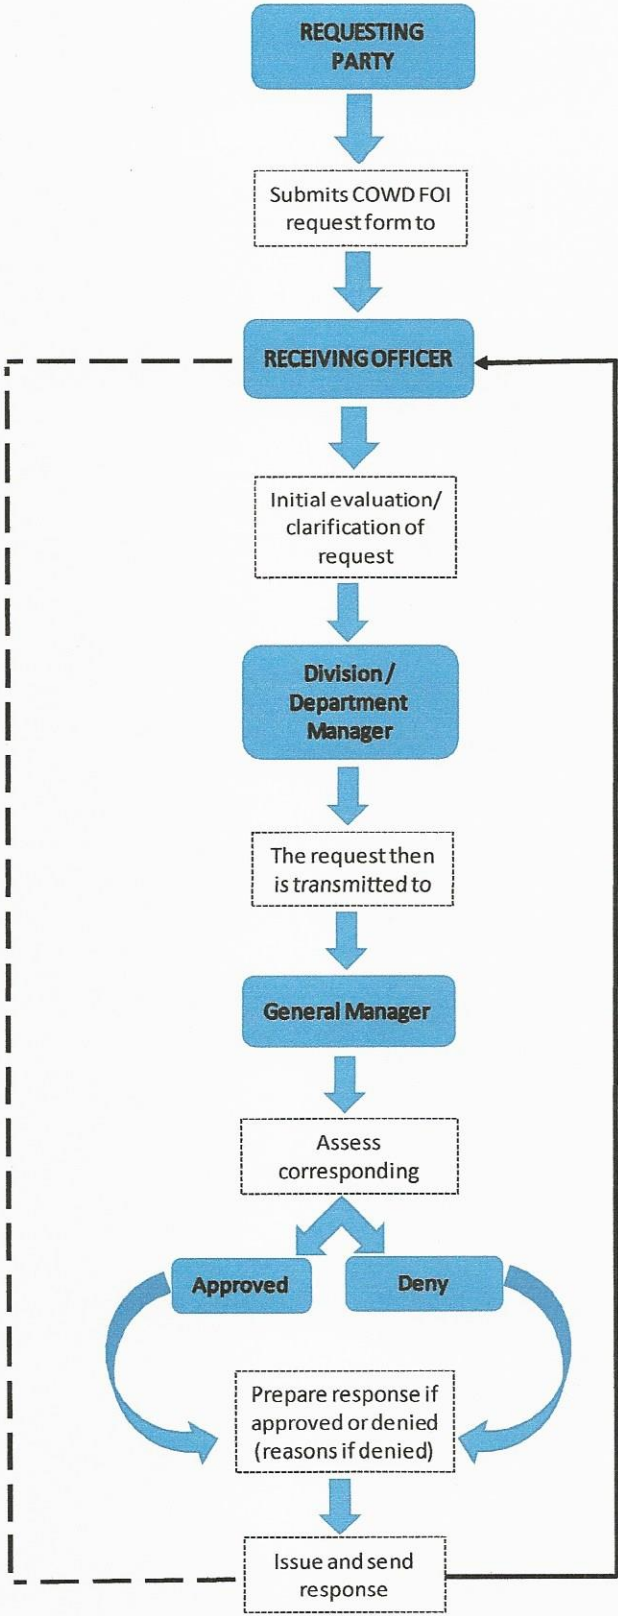 REQUESTING
PARTY
Submits COWD FOI
request form to
RECEIVING OFFICER
Initial evaluation/
clarification of
request
Division /
Department
Manager
The request then
is transmitted to
General Manager
Assess
corresponding
Approved
Deny
Prepare response if
approved or denied
(reasons if denied)
Issue and send
response